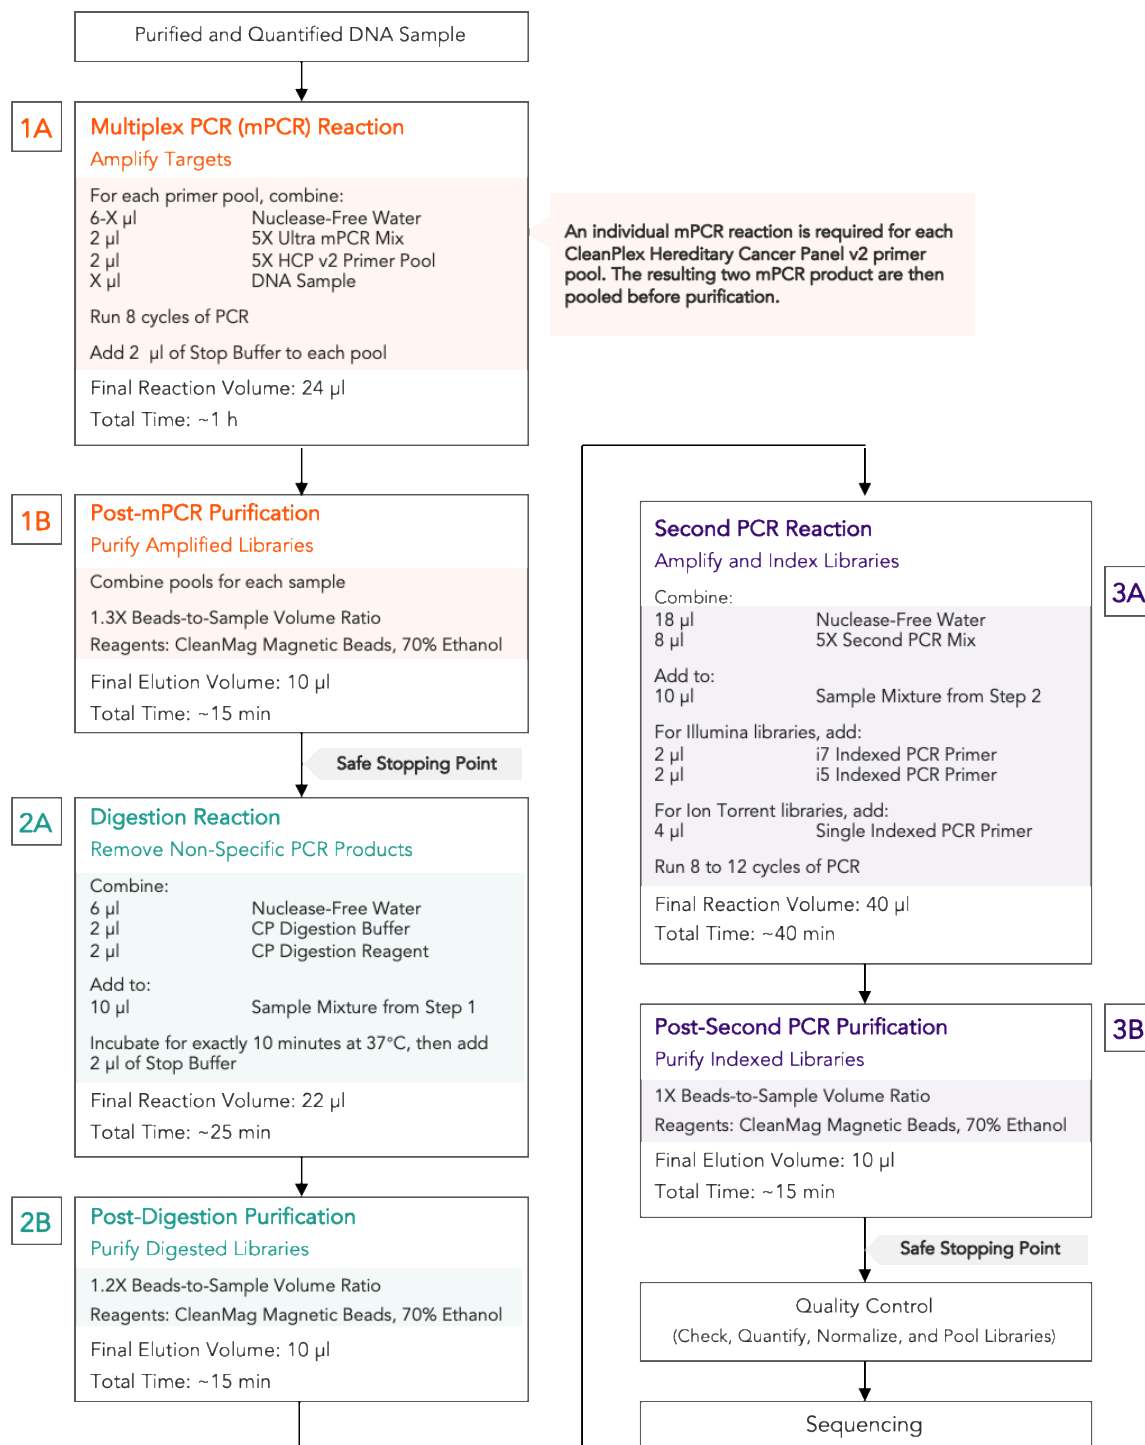 Purified and Quantified DNA Sample
1A
Multiplex PCR (mPCR) Reaction
Amplify Targets
For each primer pool, combine:
6-X µl Nuclease-Free Water
2 µl 5X Ultra mPCR Mix
2 µl 5X HCP v2 Primer Pool
X µl DNA Sample
Run 8 cycles of PCR
Add 2 µl of Stop Buffer to each pool
Final Reaction Volume: 24 µl
Total Time: ~1 h
An individual mPCR reaction is required for each
CleanPlex Hereditary Cancer Panel v2 primer
pool. The resulting two mPCR product are then
pooled before purification.
1B
Post-mPCR Purification
Purify Amplified Libraries
Combine pools for each sample
1.3X Beads-to-Sample Volume Ratio
Reagents: CleanMag Magnetic Beads, 70% Ethanol
Final Elution Volume: 10 µl
Total Time: ~15 min
Safe Stopping Point
2A
Digestion Reaction
Remove Non-Specific PCR Products
Combine:
6 µl Nuclease-Free Water
2 µl CP Digestion Buffer
2 µl CP Digestion Reagent
Add to:
10 µl Sample Mixture from Step 1
Incubate for exactly 10 minutes at 37°C, then add
2 µl of Stop Buffer
Final Reaction Volume: 22 µl
Total Time: ~25 min
2B
Post-Digestion Purification
Purify Digested Libraries
1.2X Beads-to-Sample Volume Ratio
Reagents: CleanMag Magnetic Beads, 70% Ethanol
Final Elution Volume: 10 µl
Total Time: ~15 min
3A
Second PCR Reaction
Amplify and Index Libraries
Combine:
18 µl Nuclease-Free Water
8 µl 5X Second PCR Mix
Add to:
10 µl Sample Mixture from Step 2
For Illumina libraries, add:
2 µl i7 Indexed PCR Primer
2 µl i5 Indexed PCR Primer
For Ion Torrent libraries, add:
4 µl Single Indexed PCR Primer
Run 8 to 12 cycles of PCR
Final Reaction Volume: 40 µl
Total Time: ~40 min
3B
Post-Second PCR Purification
Purify Indexed Libraries
1X Beads-to-Sample Volume Ratio
Reagents: CleanMag Magnetic Beads, 70% Ethanol
Final Elution Volume: 10 µl
Total Time: ~15 min
Safe Stopping Point
Quality Control
(Check, Quantify, Normalize, and Pool Libraries)
Sequencing